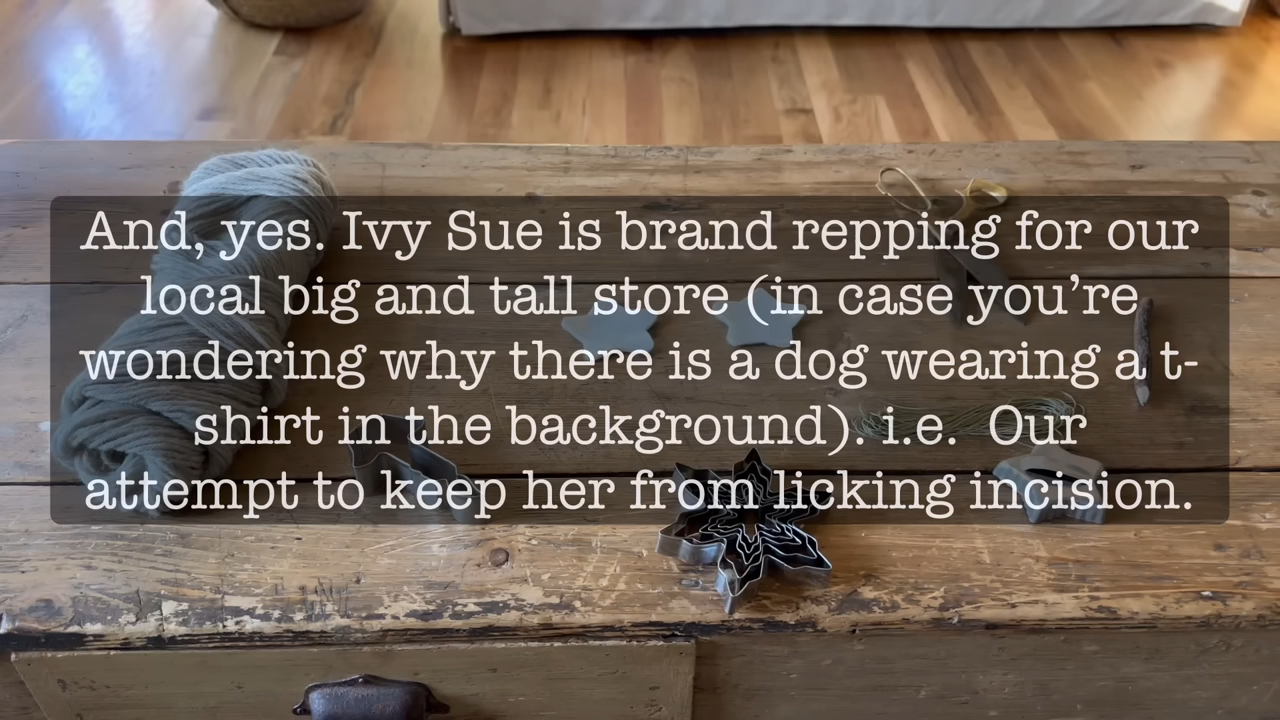 And, yes. Ivy Sue is brand repping for our
local big and tall store (in case you’re
wondering why there is a dog wearing a t-
shirt in the background). i.e.  Our
attempt to keep her from licking incision.